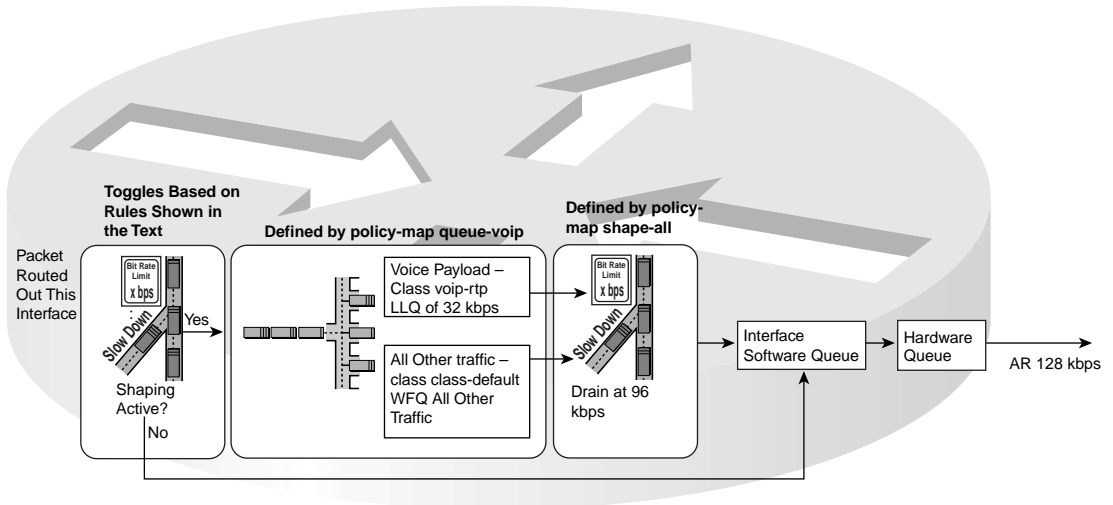 Toggles Based on
Rules Shown in
the Text
Packet
Routed
Out This
Interface
Bit Rate
Limit
x bps
Slow Down
Yes
Shaping
Active?
No
Defined by policy-map queue-voip
Voice Payload –
Class voip-rtp
LLQ of 32 kbps
All Other traffic –
class class-default
WFQ All Other
Traffic
Defined by policy-
map shape-all
Bit Rate
Limit
x bps
Slow Down
Drain at 96
kbps
Interface
Software Queue
Hardware
Queue
AR 128 kbps